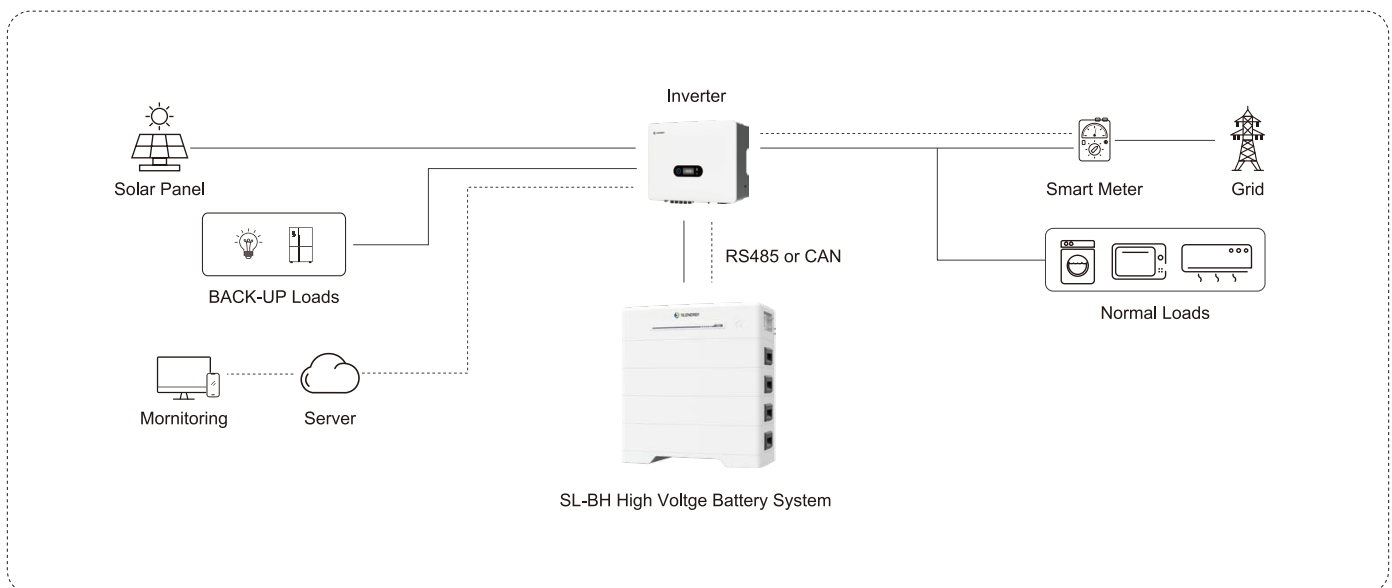 Inverter
Solar Panel
Smart Meter
Grid
RS485 or CAN
BACK-UP Loads
Normal Loads
Mornitoring
Server
SL-BH High Voltge Battery System